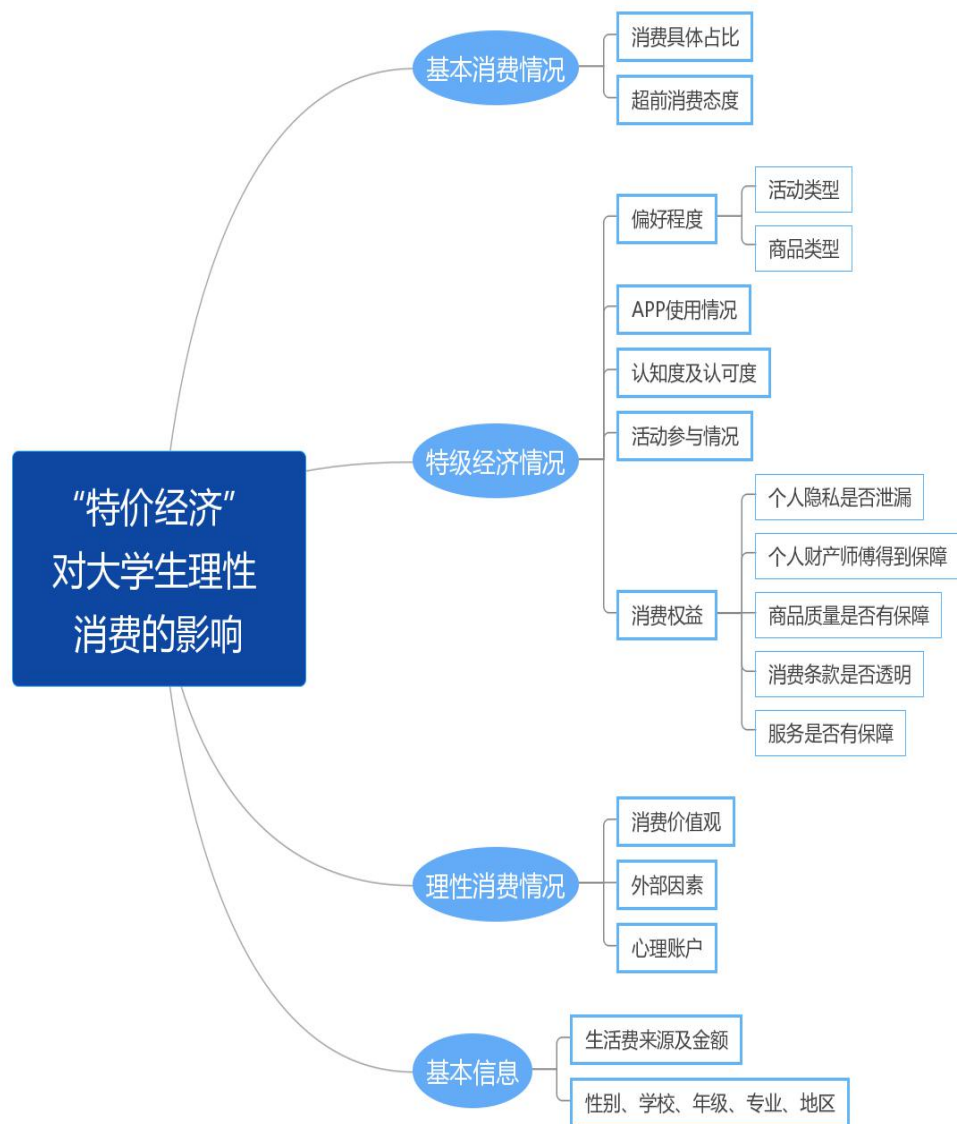 “特价经济”
对大学生理性
消费的影响
基本消费情况
消费具体占比
超前消费态度
特级经济情况
偏好程度
活动类型
商品类型
APP使用情况
认知度及认可度
活动参与情况
消费权益
个人隐私是否泄漏
个人财产师傅得到保障
商品质量是否有保障
消费条款是否透明
服务是否有保障
理性消费情况
消费价值观
外部因素
心理账户
基本信息
生活费来源及金额
性别、学校、年级、专业、地区